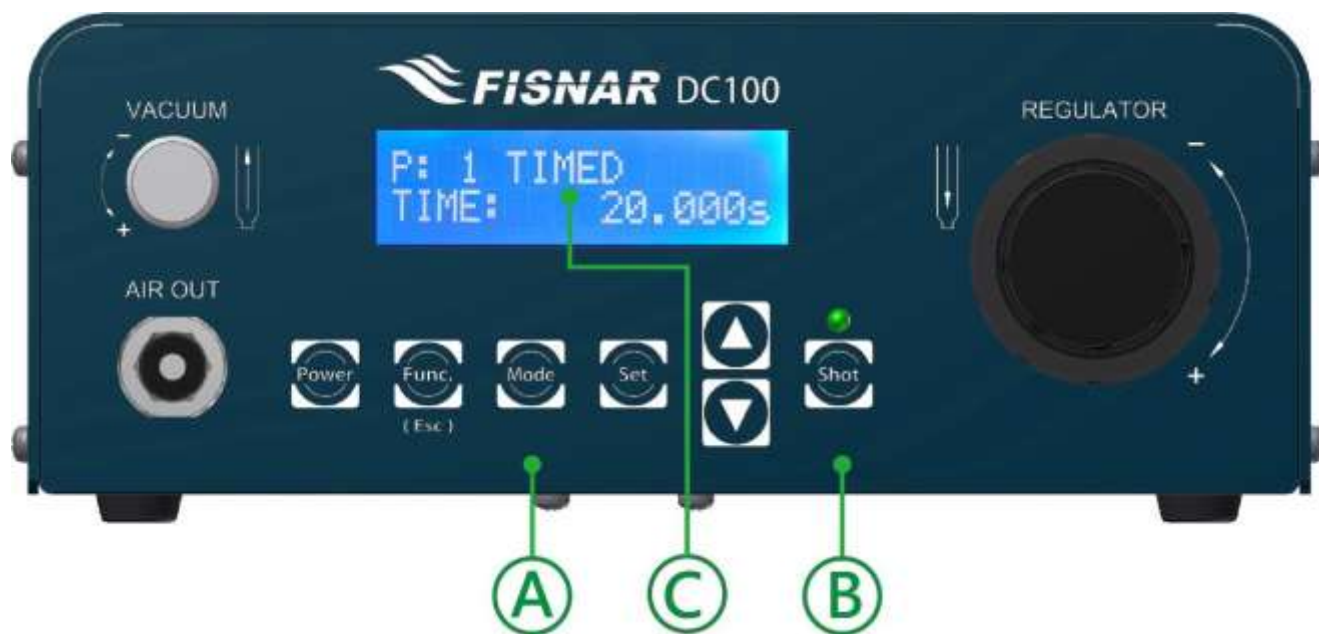 FISNAR DC100
VACUUM
REGULATOR
-
-
P: 1 TIMED
TIME: 20.000s
+
AIR OUT
+
Power
Func.
Mode
Set
Shot
(Esc)
A
C
B